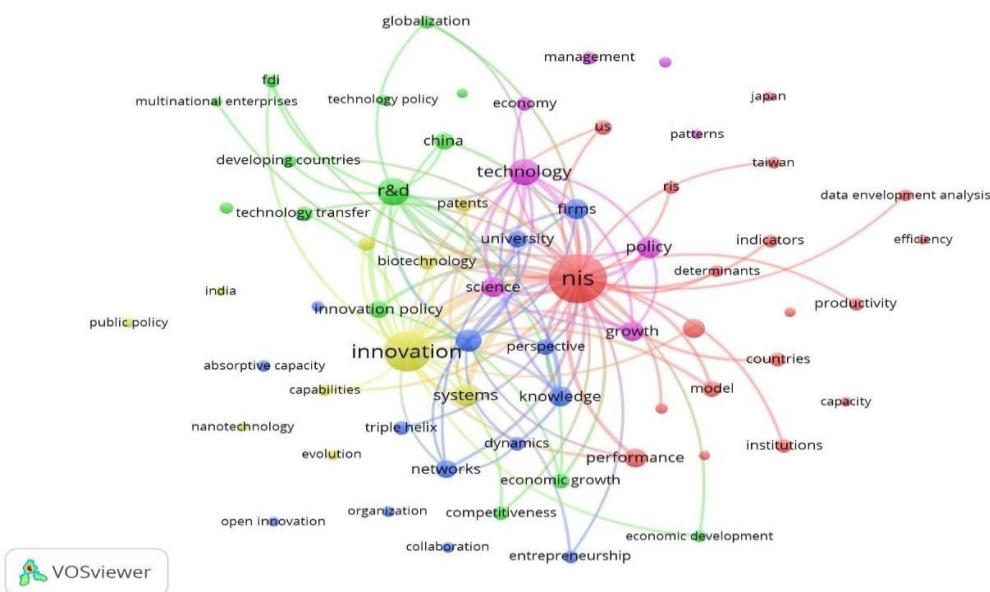 globalization
management
fdi
multinational enterprises
technology policy
economy
japan
us
patterns
china
developing countries
technology
taiwan
r&d
ris
data envelopment analysis
patents
firms
technology transfer
university
policy
indicators
efficiency
biotechnology
determinants
nis
science
india
innovation policy
productivity
public policy
growth
innovation
perspective
absorptive capacity
countries
capabilities
systems
knowledge
model
capacity
nanotechnology
triple helix
dynamics
institutions
evolution
networks
performance
economic growth
organization
competitiveness
open innovation
economic development
collaboration
entrepreneurship
VOSviewer